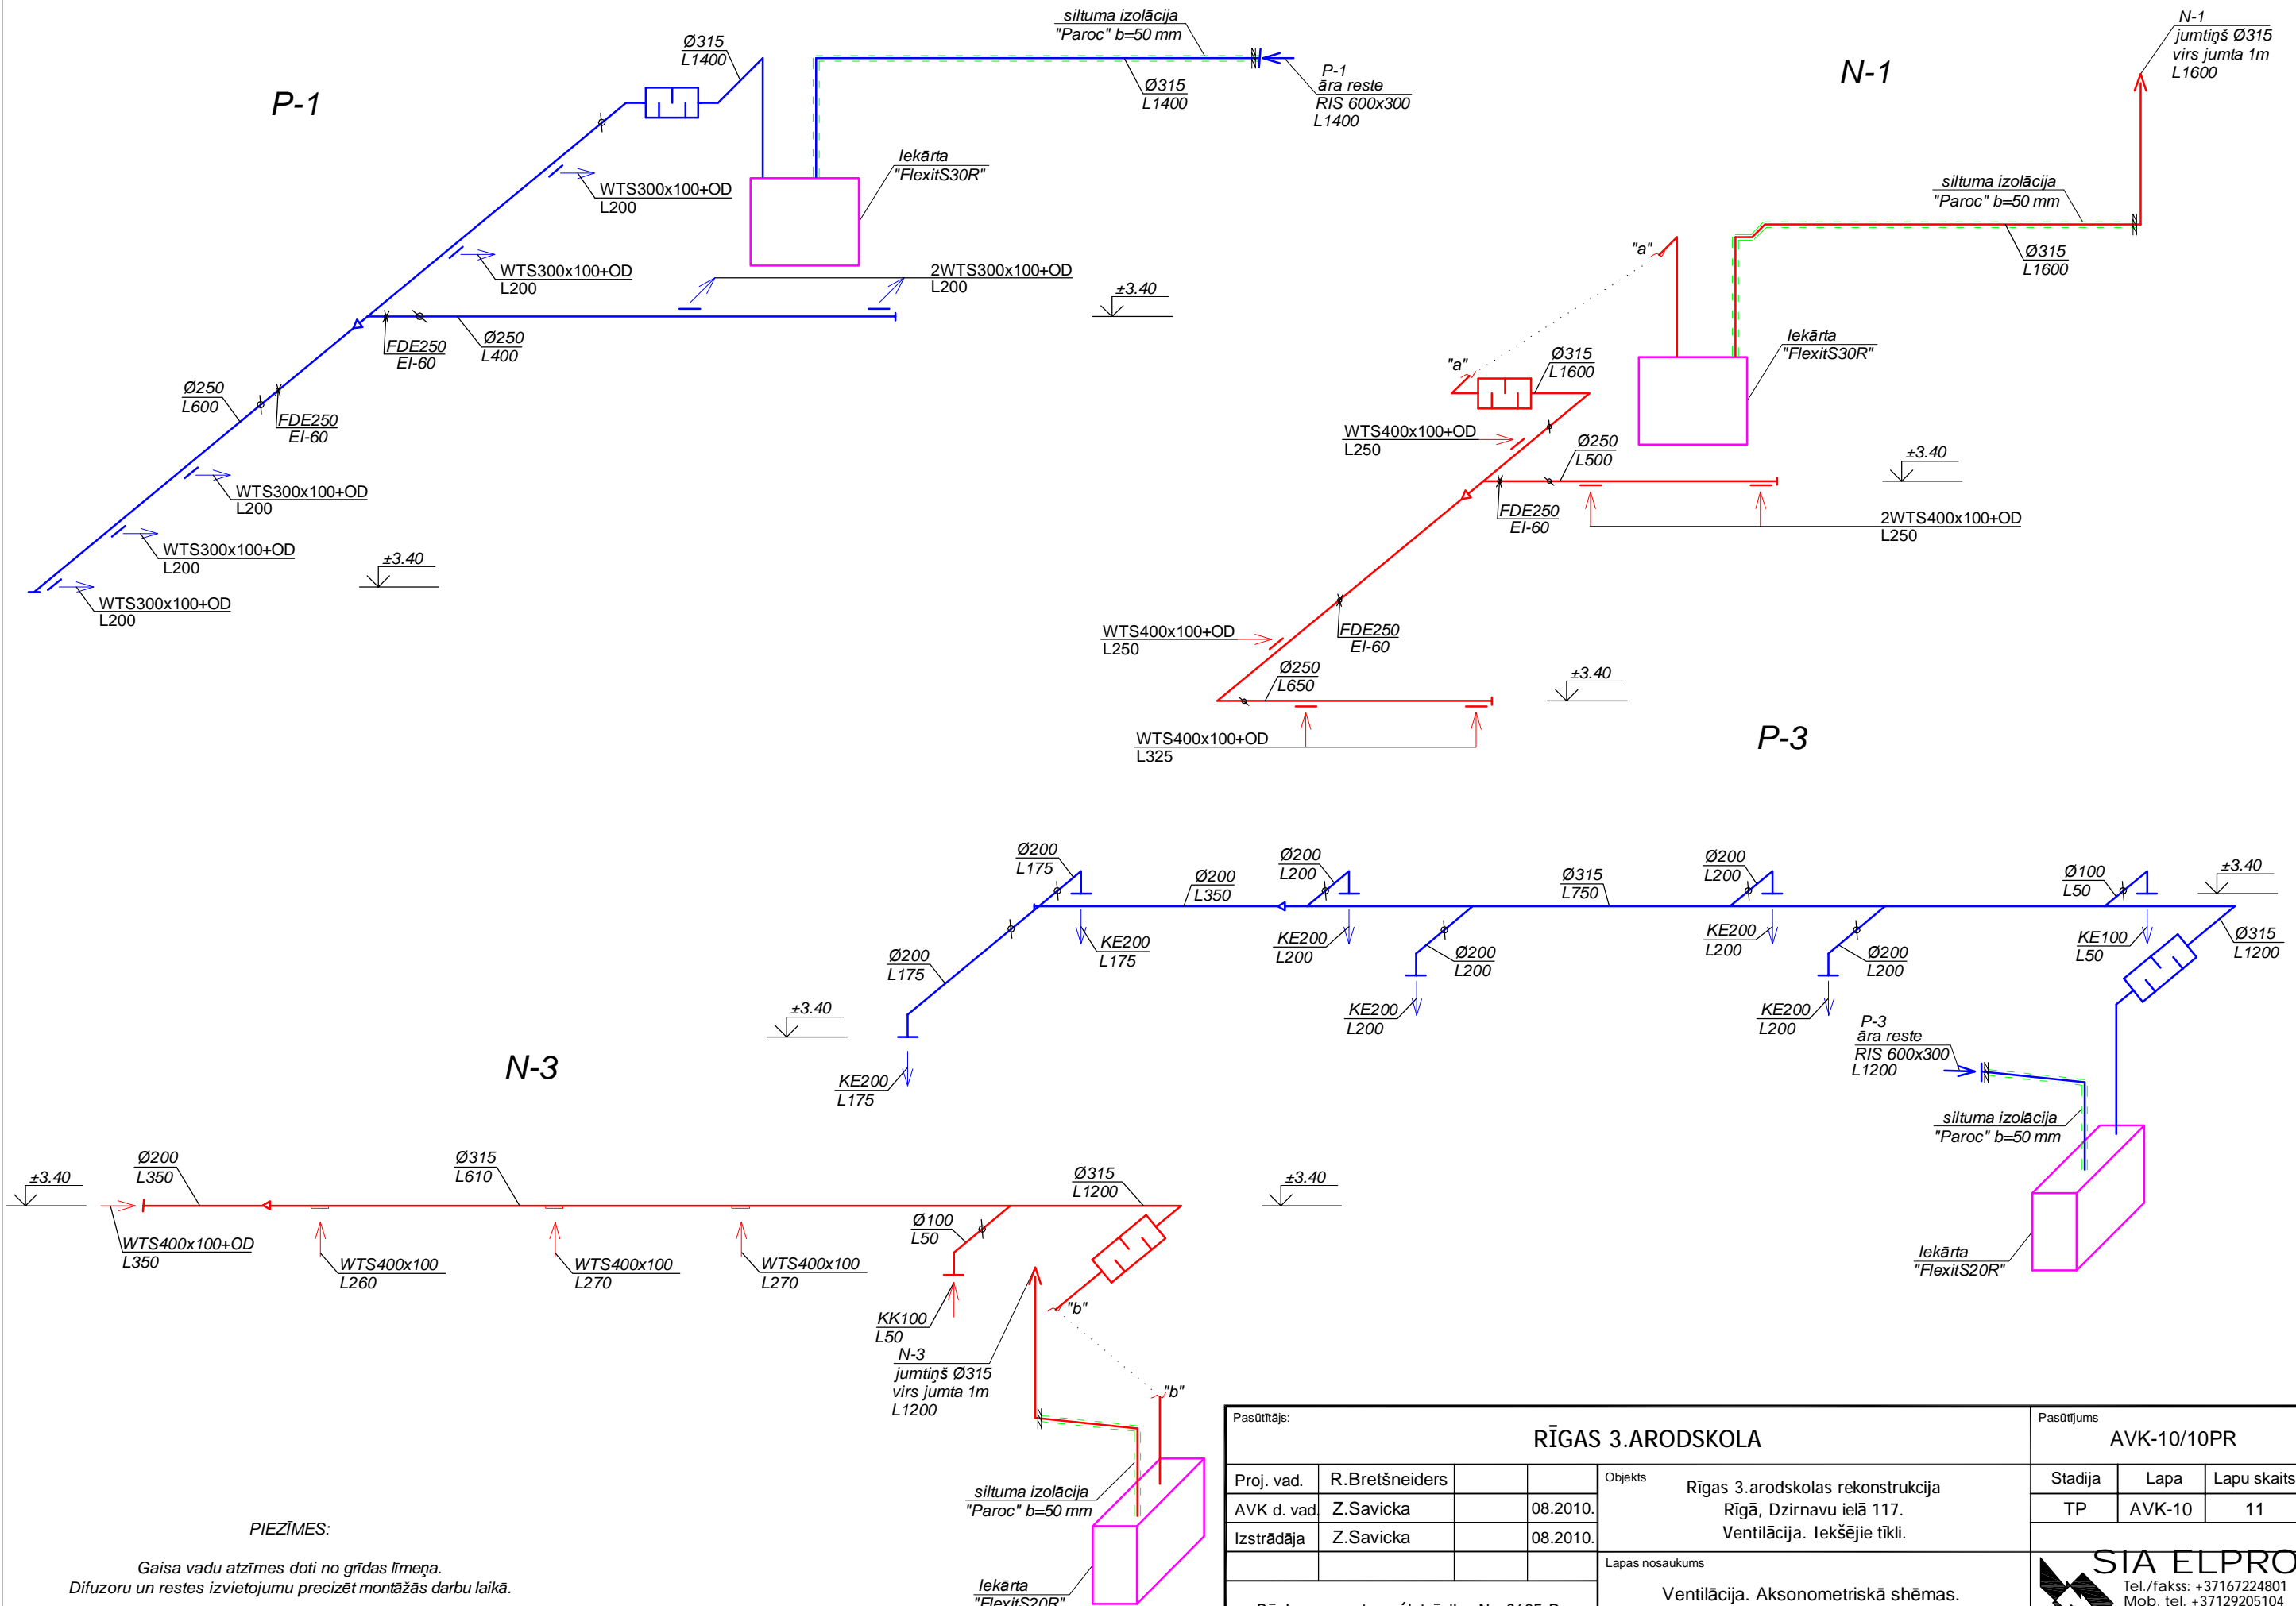 P-1
Ø315
L1400
siltuma izolācija
"Paroc" b=50 mm
Ø315
L1400
P-1
āra reste
RIS 600x300
L1400
Iekārta
"FlexitS30R"
WTS300x100+OD
L200
WTS300x100+OD
L200
2WTS300x100+OD
L200
±3.40
FDE250
EI-60
Ø250
L400
Ø250
L600
FDE250
EI-60
WTS300x100+OD
L200
WTS300x100+OD
L200
WTS300x100+OD
L200
±3.40
N-1
N-1
jumtiņš Ø315
virs jumta 1m
L1600
siltuma izolācija
"Paroc" b=50 mm
Ø315
L1600
"a"
"a"
Ø315
L1600
Iekārta
"FlexitS30R"
WTS400x100+OD
L250
Ø250
L500
±3.40
FDE250
EI-60
2WTS400x100+OD
L250
FDE250
EI-60
WTS400x100+OD
L250
Ø250
L650
±3.40
WTS400x100+OD
L325
P-3
Ø200
L175
Ø200
L350
Ø200
L200
Ø315
L750
Ø200
L200
Ø100
L50
±3.40
KE200
L175
KE200
L200
Ø200
L200
KE200
L200
Ø200
L200
KE100
L50
Ø315
L1200
Ø200
L175
KE200
L200
KE200
L200
±3.40
KE200
L175
P-3
āra reste
RIS 600x300
L1200
siltuma izolācija
"Paroc" b=50 mm
Iekārta
"FlexitS20R"
N-3
±3.40
Ø200
L350
Ø315
L610
Ø315
L1200
±3.40
WTS400x100+OD
L350
WTS400x100
L260
WTS400x100
L270
WTS400x100
L270
Ø100
L50
KK100
L50
N-3
jumtiņš Ø315
virs jumta 1m
L1200
"b"
"b"
siltuma izolācija
"Paroc" b=50 mm
Iekārta
"FlexitS20R"
PIEZĪMES:
Gaisa vadu atzīmes doti no grīdas līmeņa.
Difuzoru un restes izvietojumu precizēt montāžās darbu laikā.
Pasūtītājs:
RĪGAS 3.ARODSKOLA
Pasūtījums
AVK-10/10PR
Proj. vad. R.Bretšneiders
AVK d. vad. Z.Savicka 08.2010.
Izstrādāja Z.Savicka 08.2010.
Objekts
Rīgas 3.arodskolas rekonstrukcija
Rīgā, Dzirnavu ielā 117.
Ventilācija. Iekšējie tīkli.
Stadija Lapa Lapu skaits
TP AVK-10 11
Lapas nosaukums
Ventilācija. Aksonometriskā shēmas.
SIA ELPRO
Tel./fakss: +37167224801
Mob. tel. +37129205104